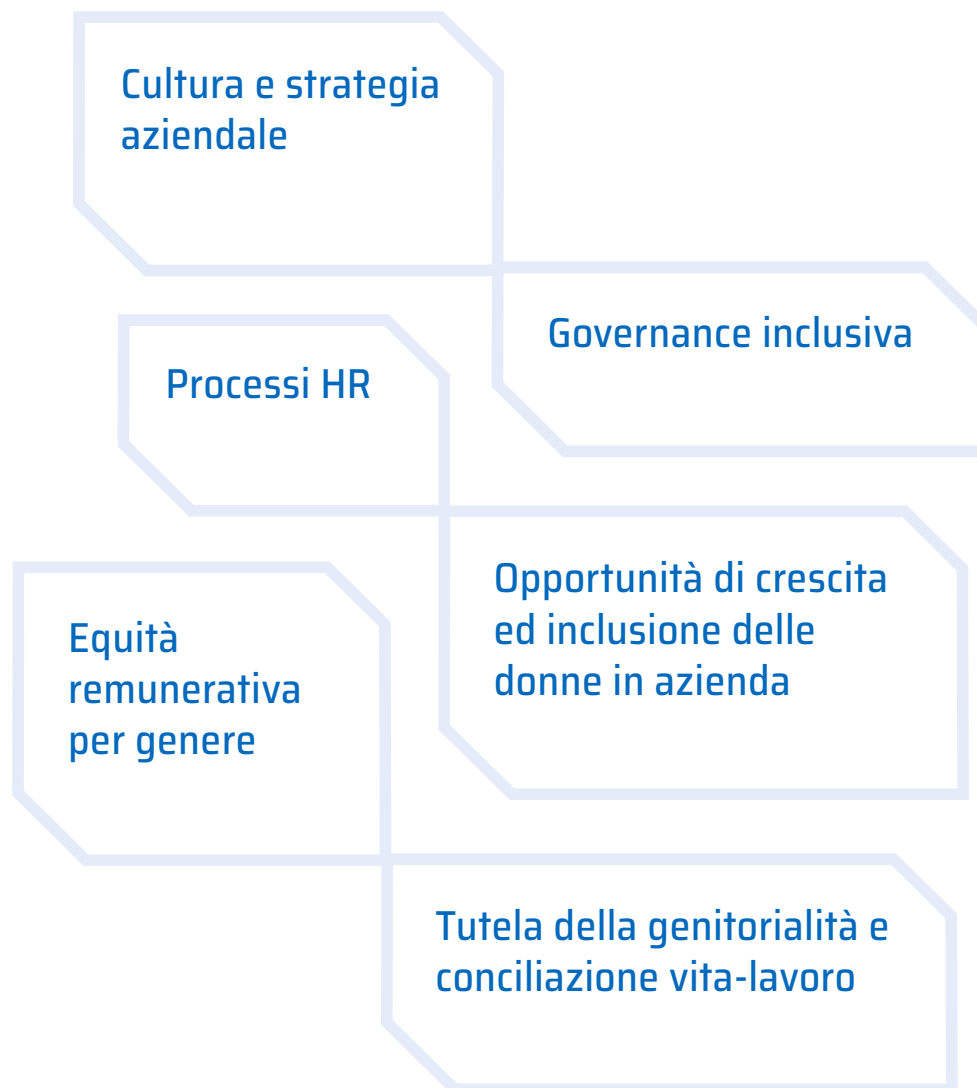 Cultura e strategia
aziendale
Governance inclusiva
Processi HR
Opportunità di crescita
ed inclusione delle
donne in azienda
Equità
remunerativa
per genere
Tutela della genitorialità e
conciliazione vita-lavoro